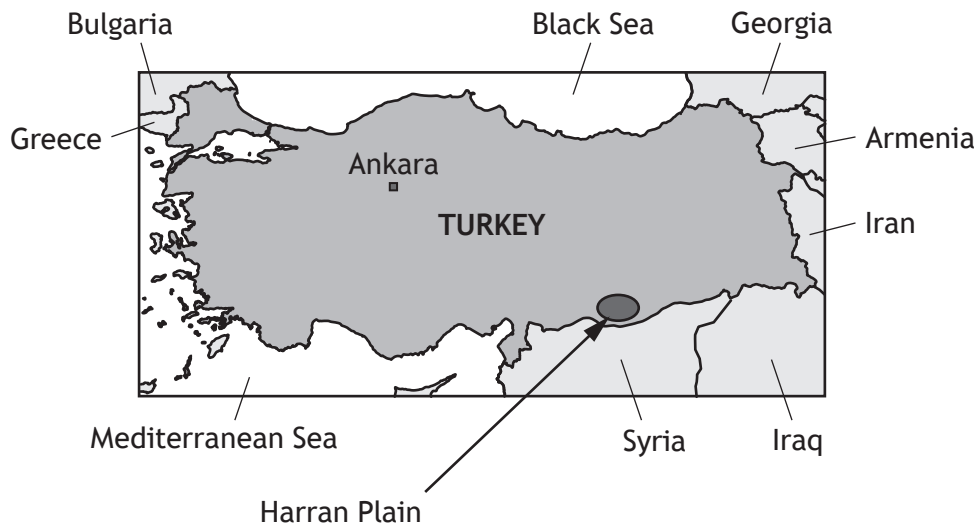 Bulgaria
Black Sea
Georgia
Greece
Armenia
Ankara
TURKEY
Iran
Mediterranean Sea
Syria
Iraq
Harran Plain